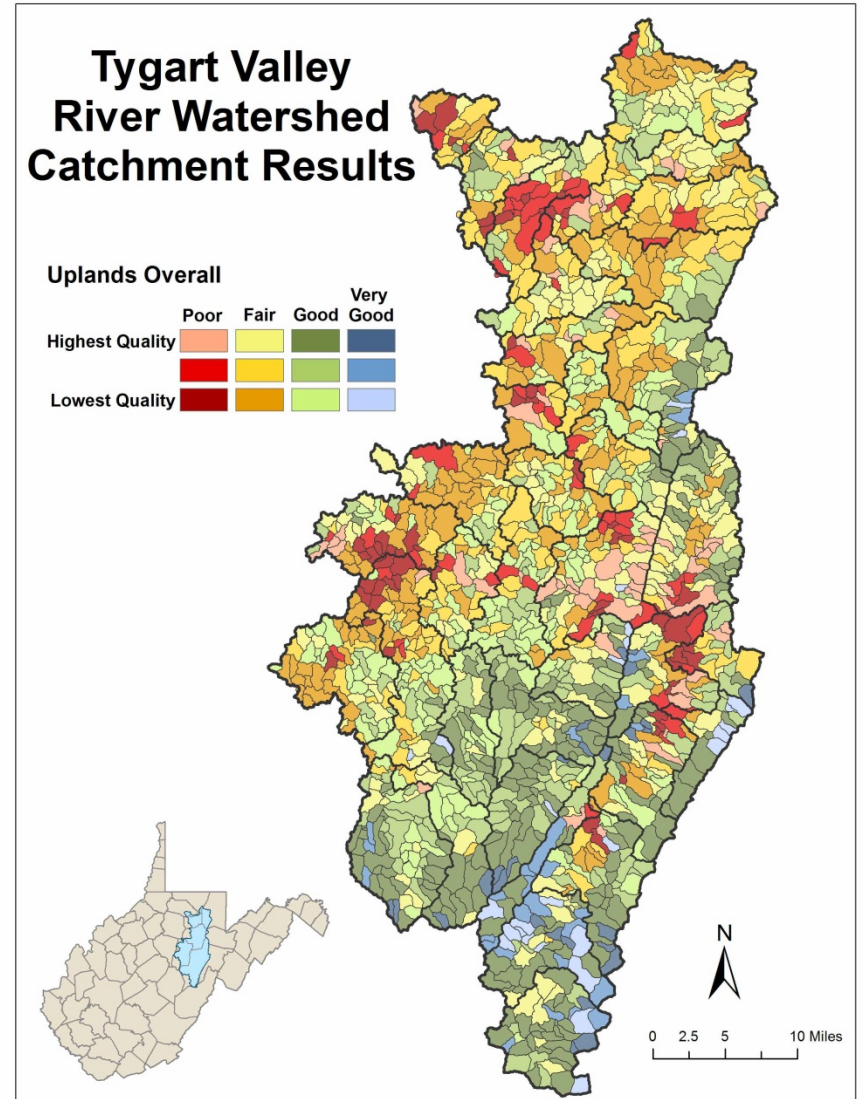 Tygart Valley
River Watershed
Catchment Results
Uplands Overall
Poor Fair Good Very Good
Highest Quality
Lowest Quality
N
0 2.5 5 10 Miles